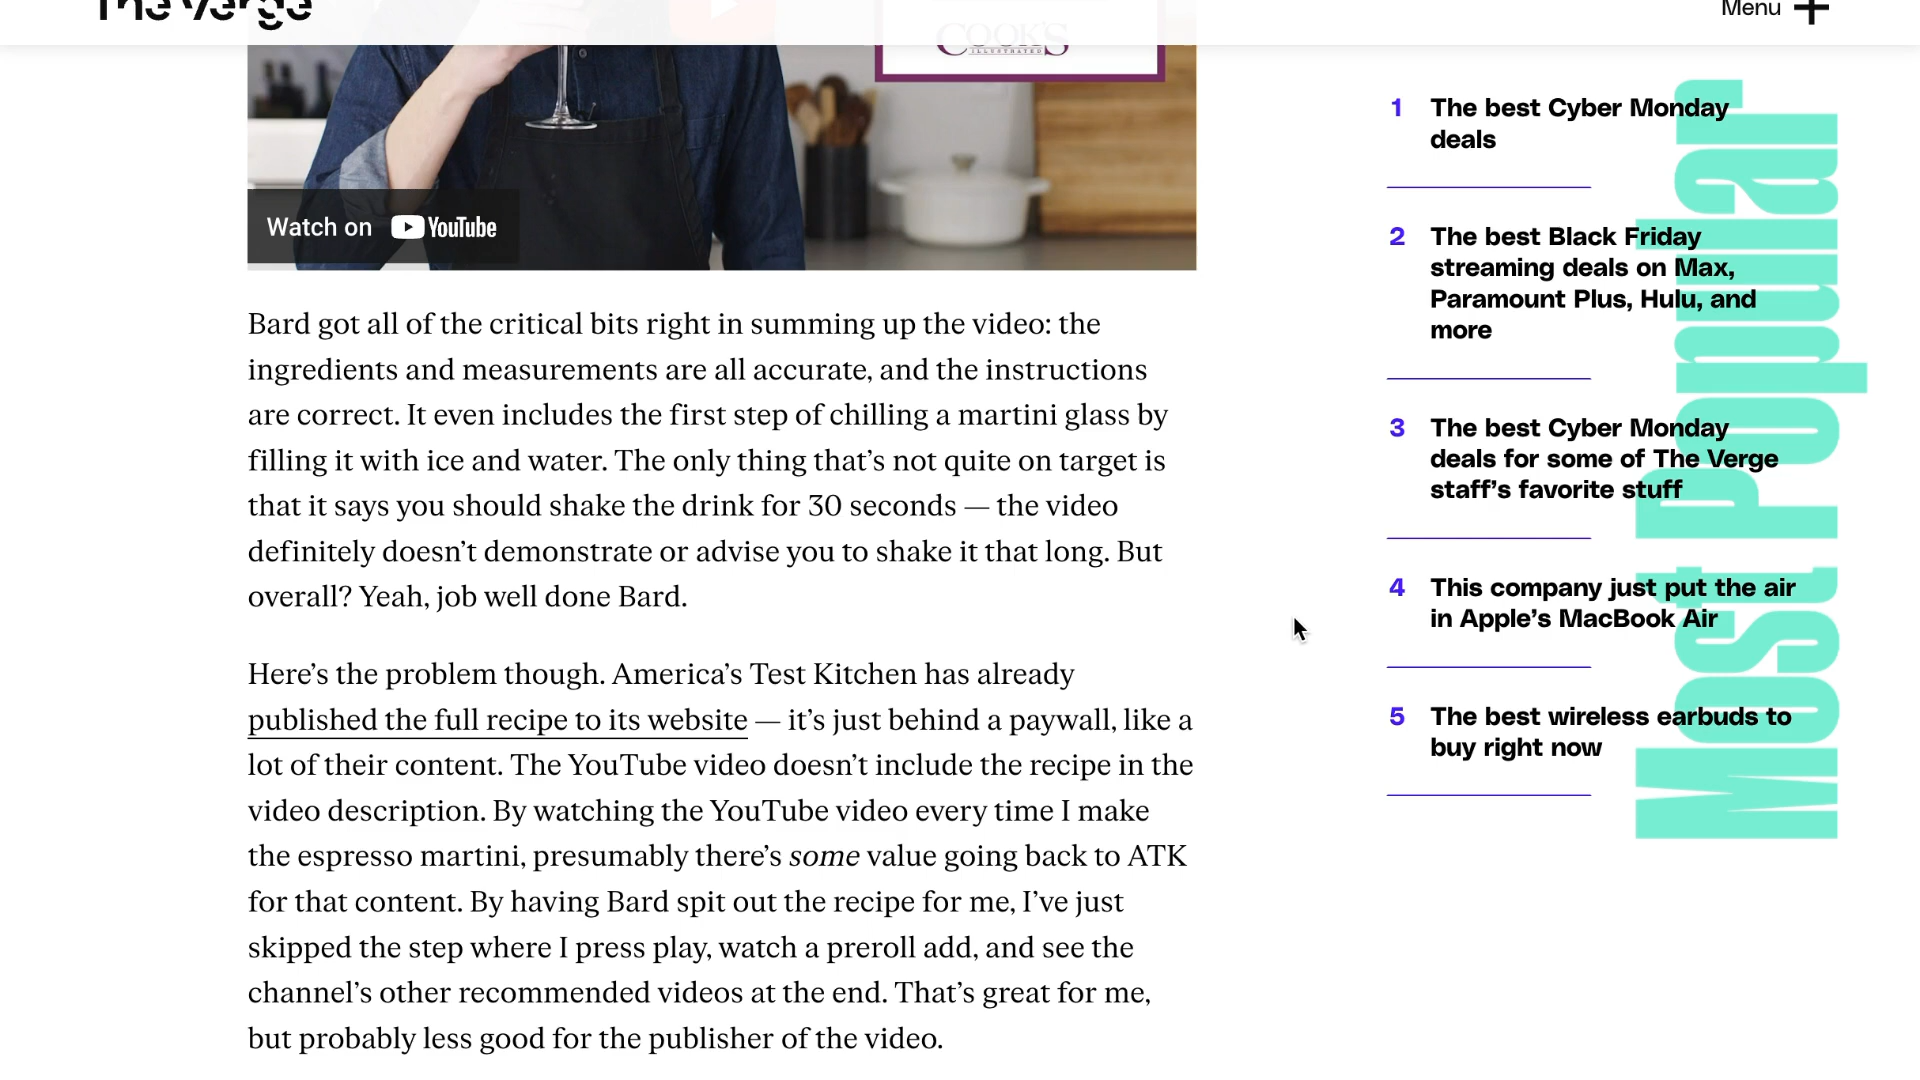 The Verge
Menu
COOK'S
ILLUSTRATED
Watch on YouTube
Bard got all of the critical bits right in summing up the video: the
ingredients and measurements are all accurate, and the instructions
are correct. It even includes the first step of chilling a martini glass by
filling it with ice and water. The only thing that’s not quite on target is
that it says you should shake the drink for 30 seconds — the video
definitely doesn’t demonstrate or advise you to shake it that long. But
overall? Yeah, job well done Bard.
Here’s the problem though. America’s Test Kitchen has already
published the full recipe to its website — it’s just behind a paywall, like a
lot of their content. The YouTube video doesn’t include the recipe in the
video description. By watching the YouTube video every time I make
the espresso martini, presumably there’s some value going back to ATK
for that content. By having Bard spit out the recipe for me, I’ve just
skipped the step where I press play, watch a preroll add, and see the
channel’s other recommended videos at the end. That’s great for me,
but probably less good for the publisher of the video.
Most Popular
1 The best Cyber Monday
deals
2 The best Black Friday
streaming deals on Max,
Paramount Plus, Hulu, and
more
3 The best Cyber Monday
deals for some of The Verge
staff’s favorite stuff
4 This company just put the air
in Apple’s MacBook Air
5 The best wireless earbuds to
buy right now